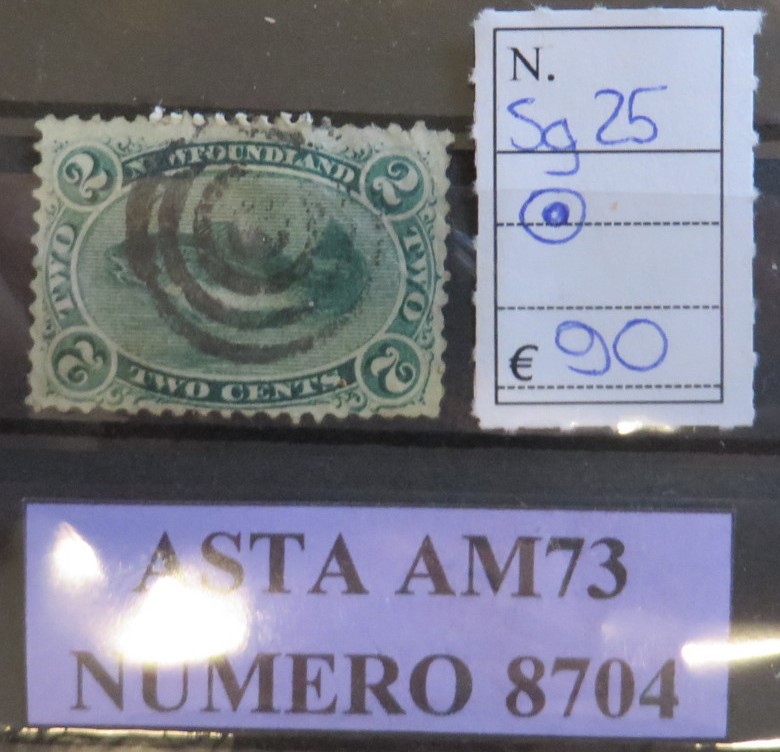 2 NEWFOUNDLAND 2
TWO
TWO
2 TWO CENTS 2
N.
Sg 25
€ 90
ASTA AM73
NUMERO 8704